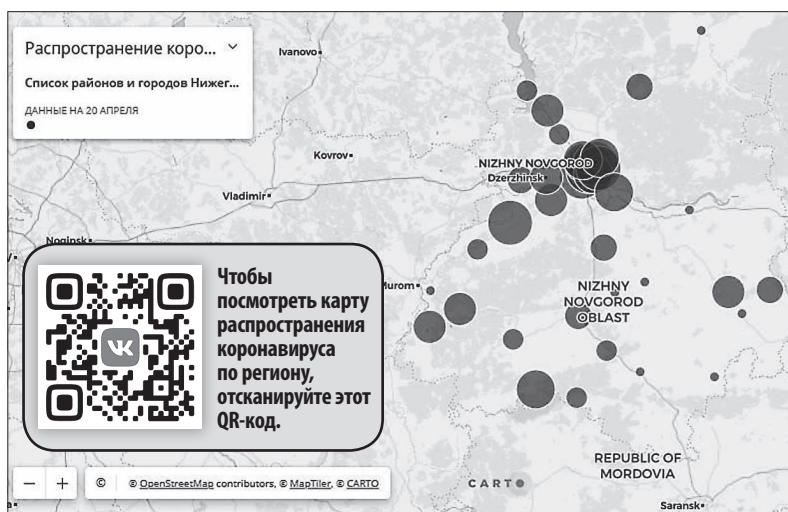 Распространение коро...
Список районов и городов Нижег...
ДАННЫЕ НА 20 АПРЕЛЯ
Ivanovo
Kovrov
NIZHNY NOVGOROD
Dzerzhinsk
Vladimir
Noginsk
Murom
NIZHNY
NOVGOROD
OBLAST
Чтобы
посмотреть карту
распространения
коронавируса
по региону,
отсканируйте этот
QR-код.
REPUBLIC OF
MORDOVIA
Saransk
CARTO
− + © © OpenStreetMap contributors, © MapTiler, © CARTO